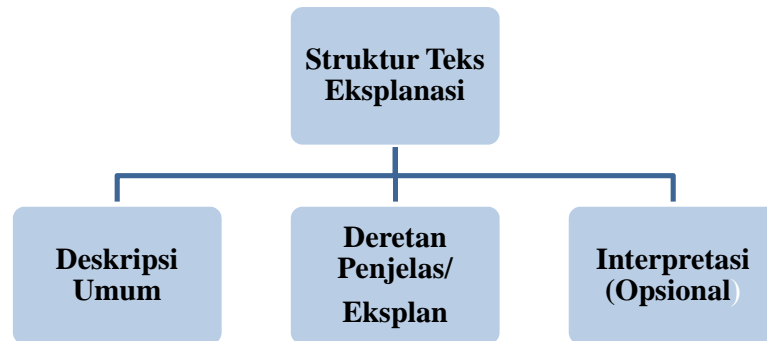 Struktur Teks
Eksplanasi
Deskripsi
Umum
Deretan
Penjelas/
Eksplan
Interpretasi
(Opsional)